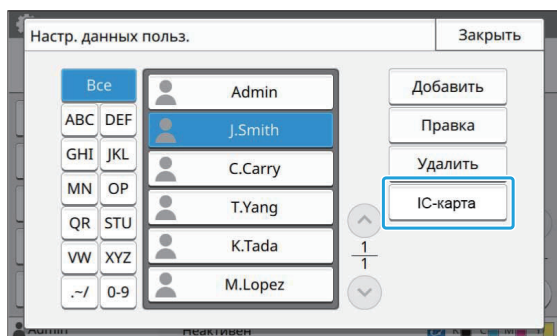 Настр. данных польз.
Закрыть
Все
ABC DEF
GHI JKL
MN OP
QR STU
VW XYZ
.~/ 0-9
Admin
J.Smith
C.Carry
T.Yang
K.Tada
M.Lopez
1
1
Добавить
Правка
Удалить
IC-карта
Admin
Неактивен